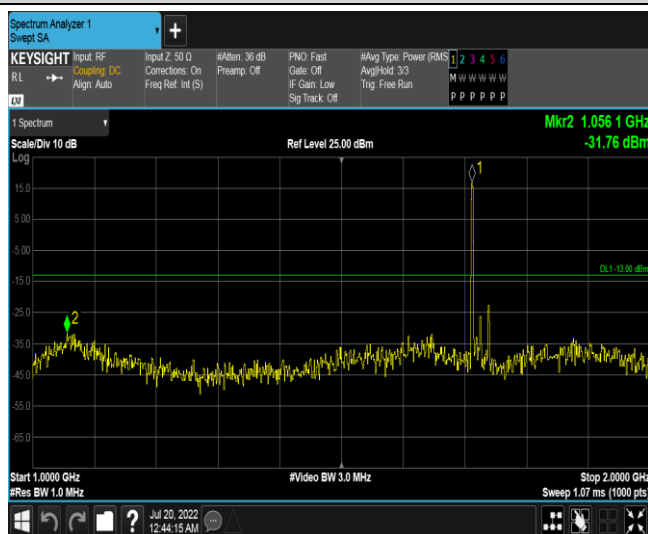 Spectrum Analyzer 1
Swept SA
+
KEYSIGHT
RL
LXI
Input: RF
Coupling: DC
Align: Auto
Input Z: 50 Ω
Corrections: On
Freq Ref: Int (S)
#Atten: 36 dB
Preamp: Off
PNO: Fast
Gate: Off
IF Gain: Low
Sig Track: Off
#Avg Type: Power (RMS
Avg|Hold: 3/3
Trig: Free Run
1 2 3 4 5 6
M W W W W W
P P P P P P
1 Spectrum
Mkr2 1.056 1 GHz
-31.76 dBm
Scale/Div 10 dB
Ref Level 25.00 dBm
Log
15.0
5.00
-5.00
-15.0
-25.0
-35.0
-45.0
-55.0
-65.0
1
DL1 -13.00 dBm
2
Start 1.0000 GHz
#Video BW 3.0 MHz
Stop 2.0000 GHz
#Res BW 1.0 MHz
Sweep 1.07 ms (1000 pts)
?
Jul 20, 2022
12:44:15 AM